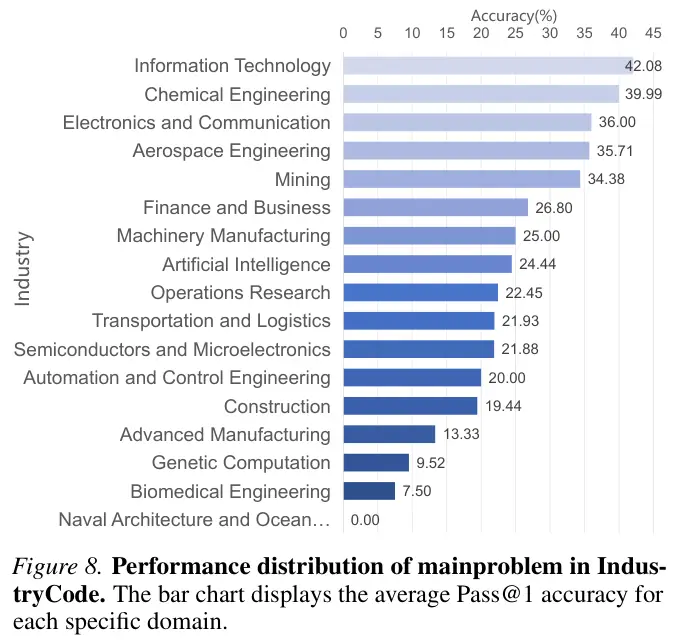 Accuracy(%)
0 5 10 15 20 25 30 35 40 45
Industry
Information Technology 42.08
Chemical Engineering 39.99
Electronics and Communication 36.00
Aerospace Engineering 35.71
Mining 34.38
Finance and Business 26.80
Machinery Manufacturing 25.00
Artificial Intelligence 24.44
Operations Research 22.45
Transportation and Logistics 21.93
Semiconductors and Microelectronics 21.88
Automation and Control Engineering 20.00
Construction 19.44
Advanced Manufacturing 13.33
Genetic Computation 9.52
Biomedical Engineering 7.50
Naval Architecture and Ocean… 0.00
Figure 8. Performance distribution of mainproblem in Indus-
tryCode. The bar chart displays the average Pass@1 accuracy for
each specific domain.